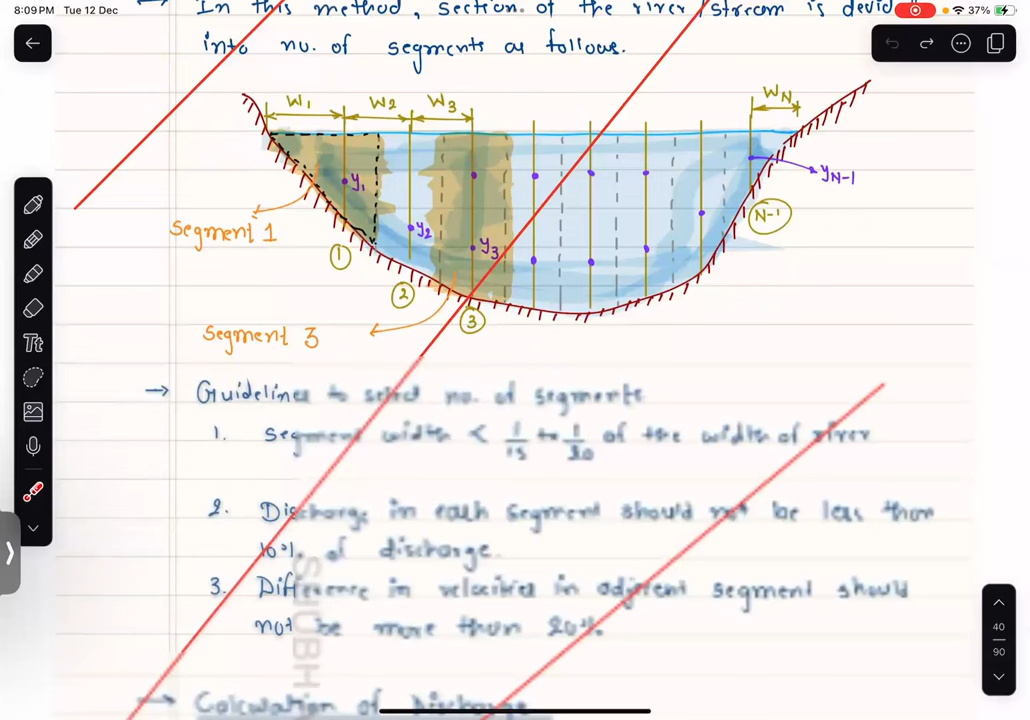 8:09 PM Tue 12 Dec
37%
In this method, section of the river/stream is devid
into no. of segments as follows.
W1 W2 W3 WN
y1
y2
y3
yN-1
Segment 1
1
2
3
N-1
Segment 3
→ Guidelines to select no. of segments
1. Segment width < 1/15 to 1/20 of the width of river
2. Discharge in each segment should not be less than
10% of discharge.
3. Difference in velocities in adjacent segment should
not be more than 20%.
→ Calculation of Discharge
Tt
40
90